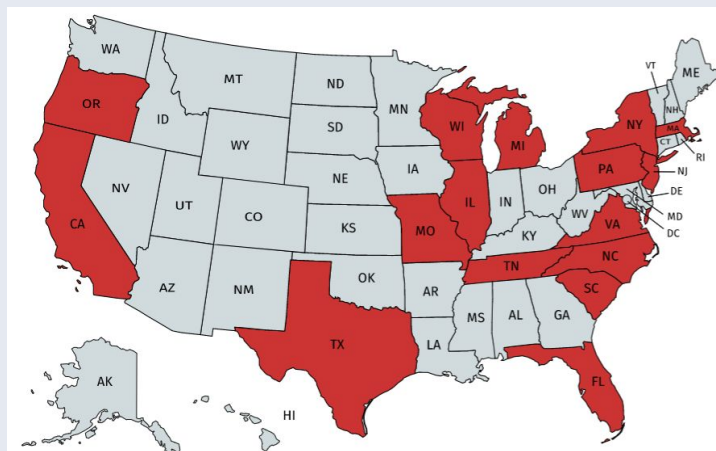 WA
MT
ND
MN
VT
ME
OR
ID
SD
WI
MI
NH
NY
MA
WY
IA
CT
RI
NE
PA
NJ
NV
UT
IL
IN
OH
DE
CO
WV
MD
CA
KS
MO
KY
VA
DC
AZ
NM
OK
TN
NC
AR
SC
MS
AL
GA
TX
LA
AK
FL
HI